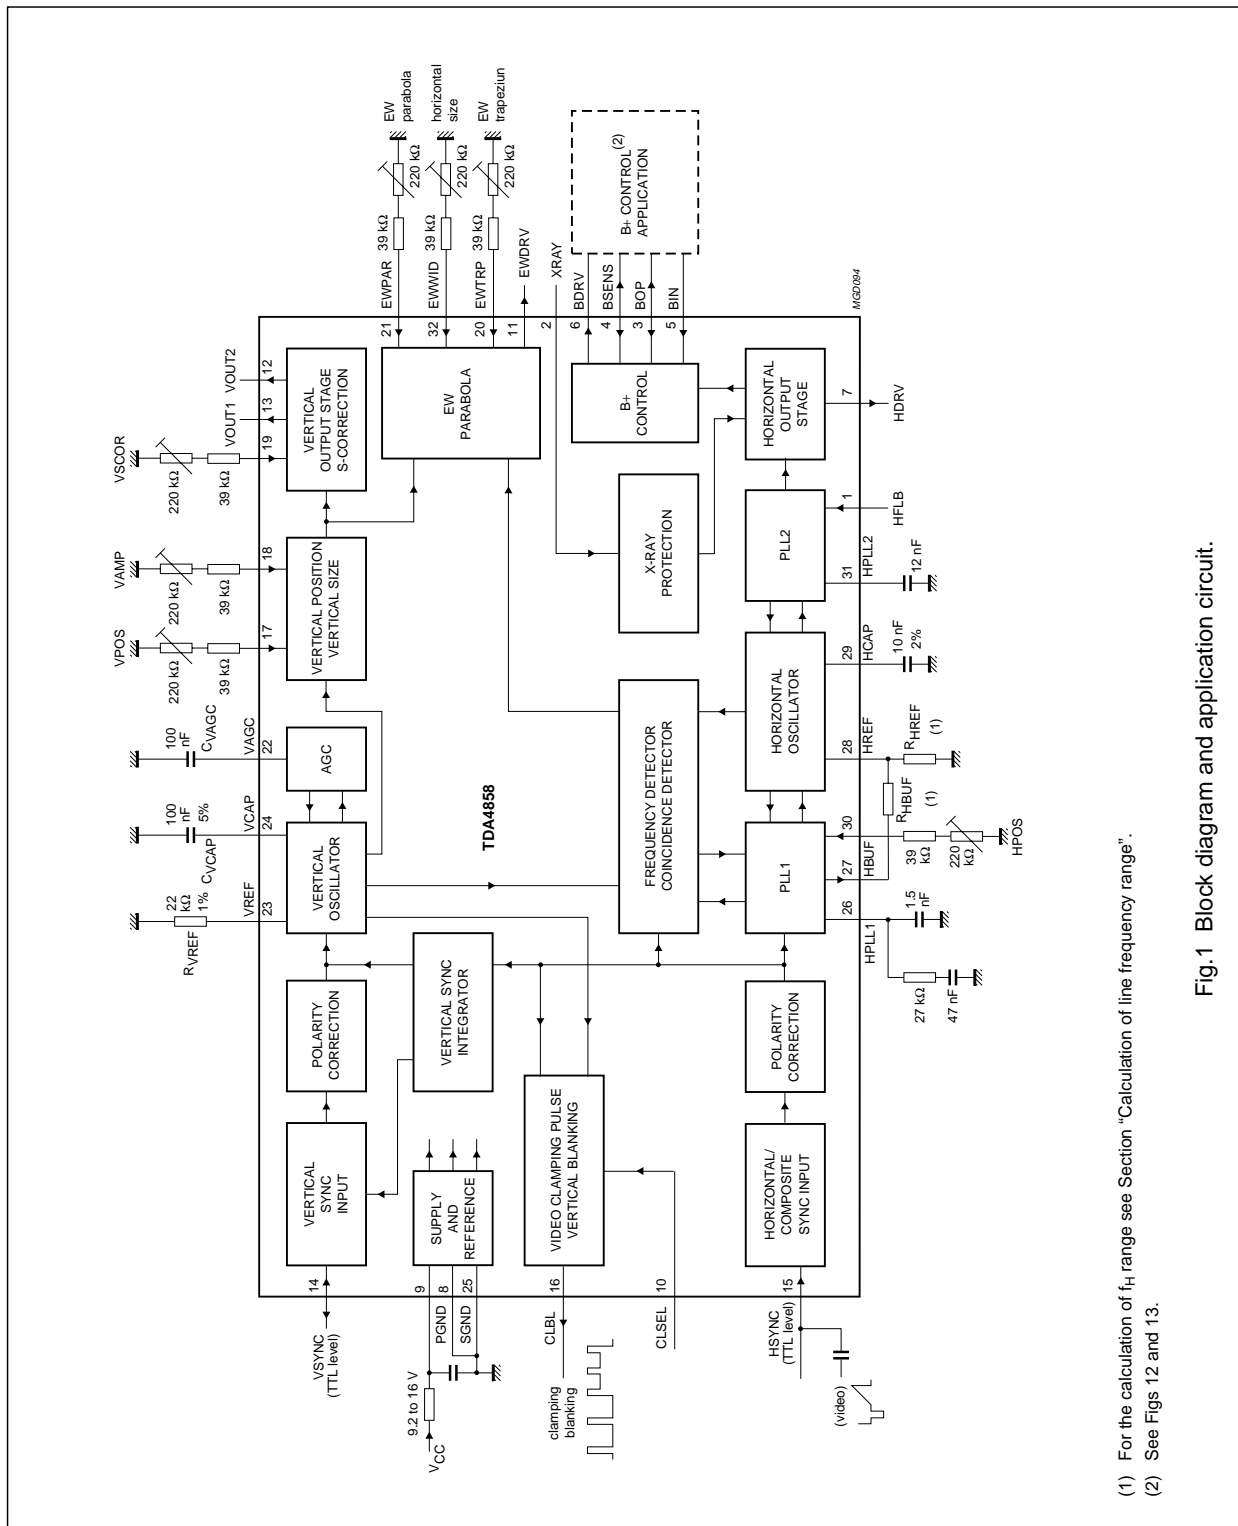 EW
parabola
horizontal
size
EW
trapeziun
220 kΩ
220 kΩ
220 kΩ
39 kΩ
39 kΩ
39 kΩ
EWPAR
EWWID
EWTRP
EWDRV
21
32
20
11
XRAY
2
B+ CONTROL(2)
APPLICATION
BDRV
BSENS
BOP
BIN
6
4
3
5
MGD094
VOUT2
VOUT1
12
13
19
VSCOR
220 kΩ
39 kΩ
VERTICAL
OUTPUT STAGE
S-CORRECTION
EW
PARABOLA
B+
CONTROL
HORIZONTAL
OUTPUT
STAGE
7
HDRV
VAMP
220 kΩ
39 kΩ
18
VPOS
220 kΩ
39 kΩ
17
VERTICAL POSITION
VERTICAL SIZE
X-RAY
PROTECTION
PLL2
1
HFLB
31
HPLL2
12 nF
100
nF
CVAGC
VAGC
22
AGC
TDA4858
FREQUENCY DETECTOR
COINCIDENCE DETECTOR
HORIZONTAL
OSCILLATOR
29
HCAP
10 nF
2%
28
HREF
RHREF
(1)
RHBUF
(1)
100
nF
5%
CVCAP
VCAP
24
22
kΩ
1%
RVREF
VREF
23
VERTICAL
OSCILLATOR
PLL1
30
27
HBUF
39
kΩ
220
kΩ
HPOS
26
HPLL1
1.5
nF
27 kΩ
47 nF
POLARITY
CORRECTION
VERTICAL SYNC
INTEGRATOR
POLARITY
CORRECTION
VERTICAL
SYNC
INPUT
SUPPLY
AND
REFERENCE
VIDEO CLAMPING PULSE
VERTICAL BLANKING
HORIZONTAL/
COMPOSITE
SYNC INPUT
14
9
8
25
16
10
15
VSYNC
(TTL level)
PGND
SGND
9.2 to 16 V
VCC
CLBL
clamping
blanking
CLSEL
HSYNC
(TTL level)
(video)
(1) For the calculation of fH range see Section “Calculation of line frequency range”.
(2) See Figs 12 and 13.
Fig.1 Block diagram and application circuit.